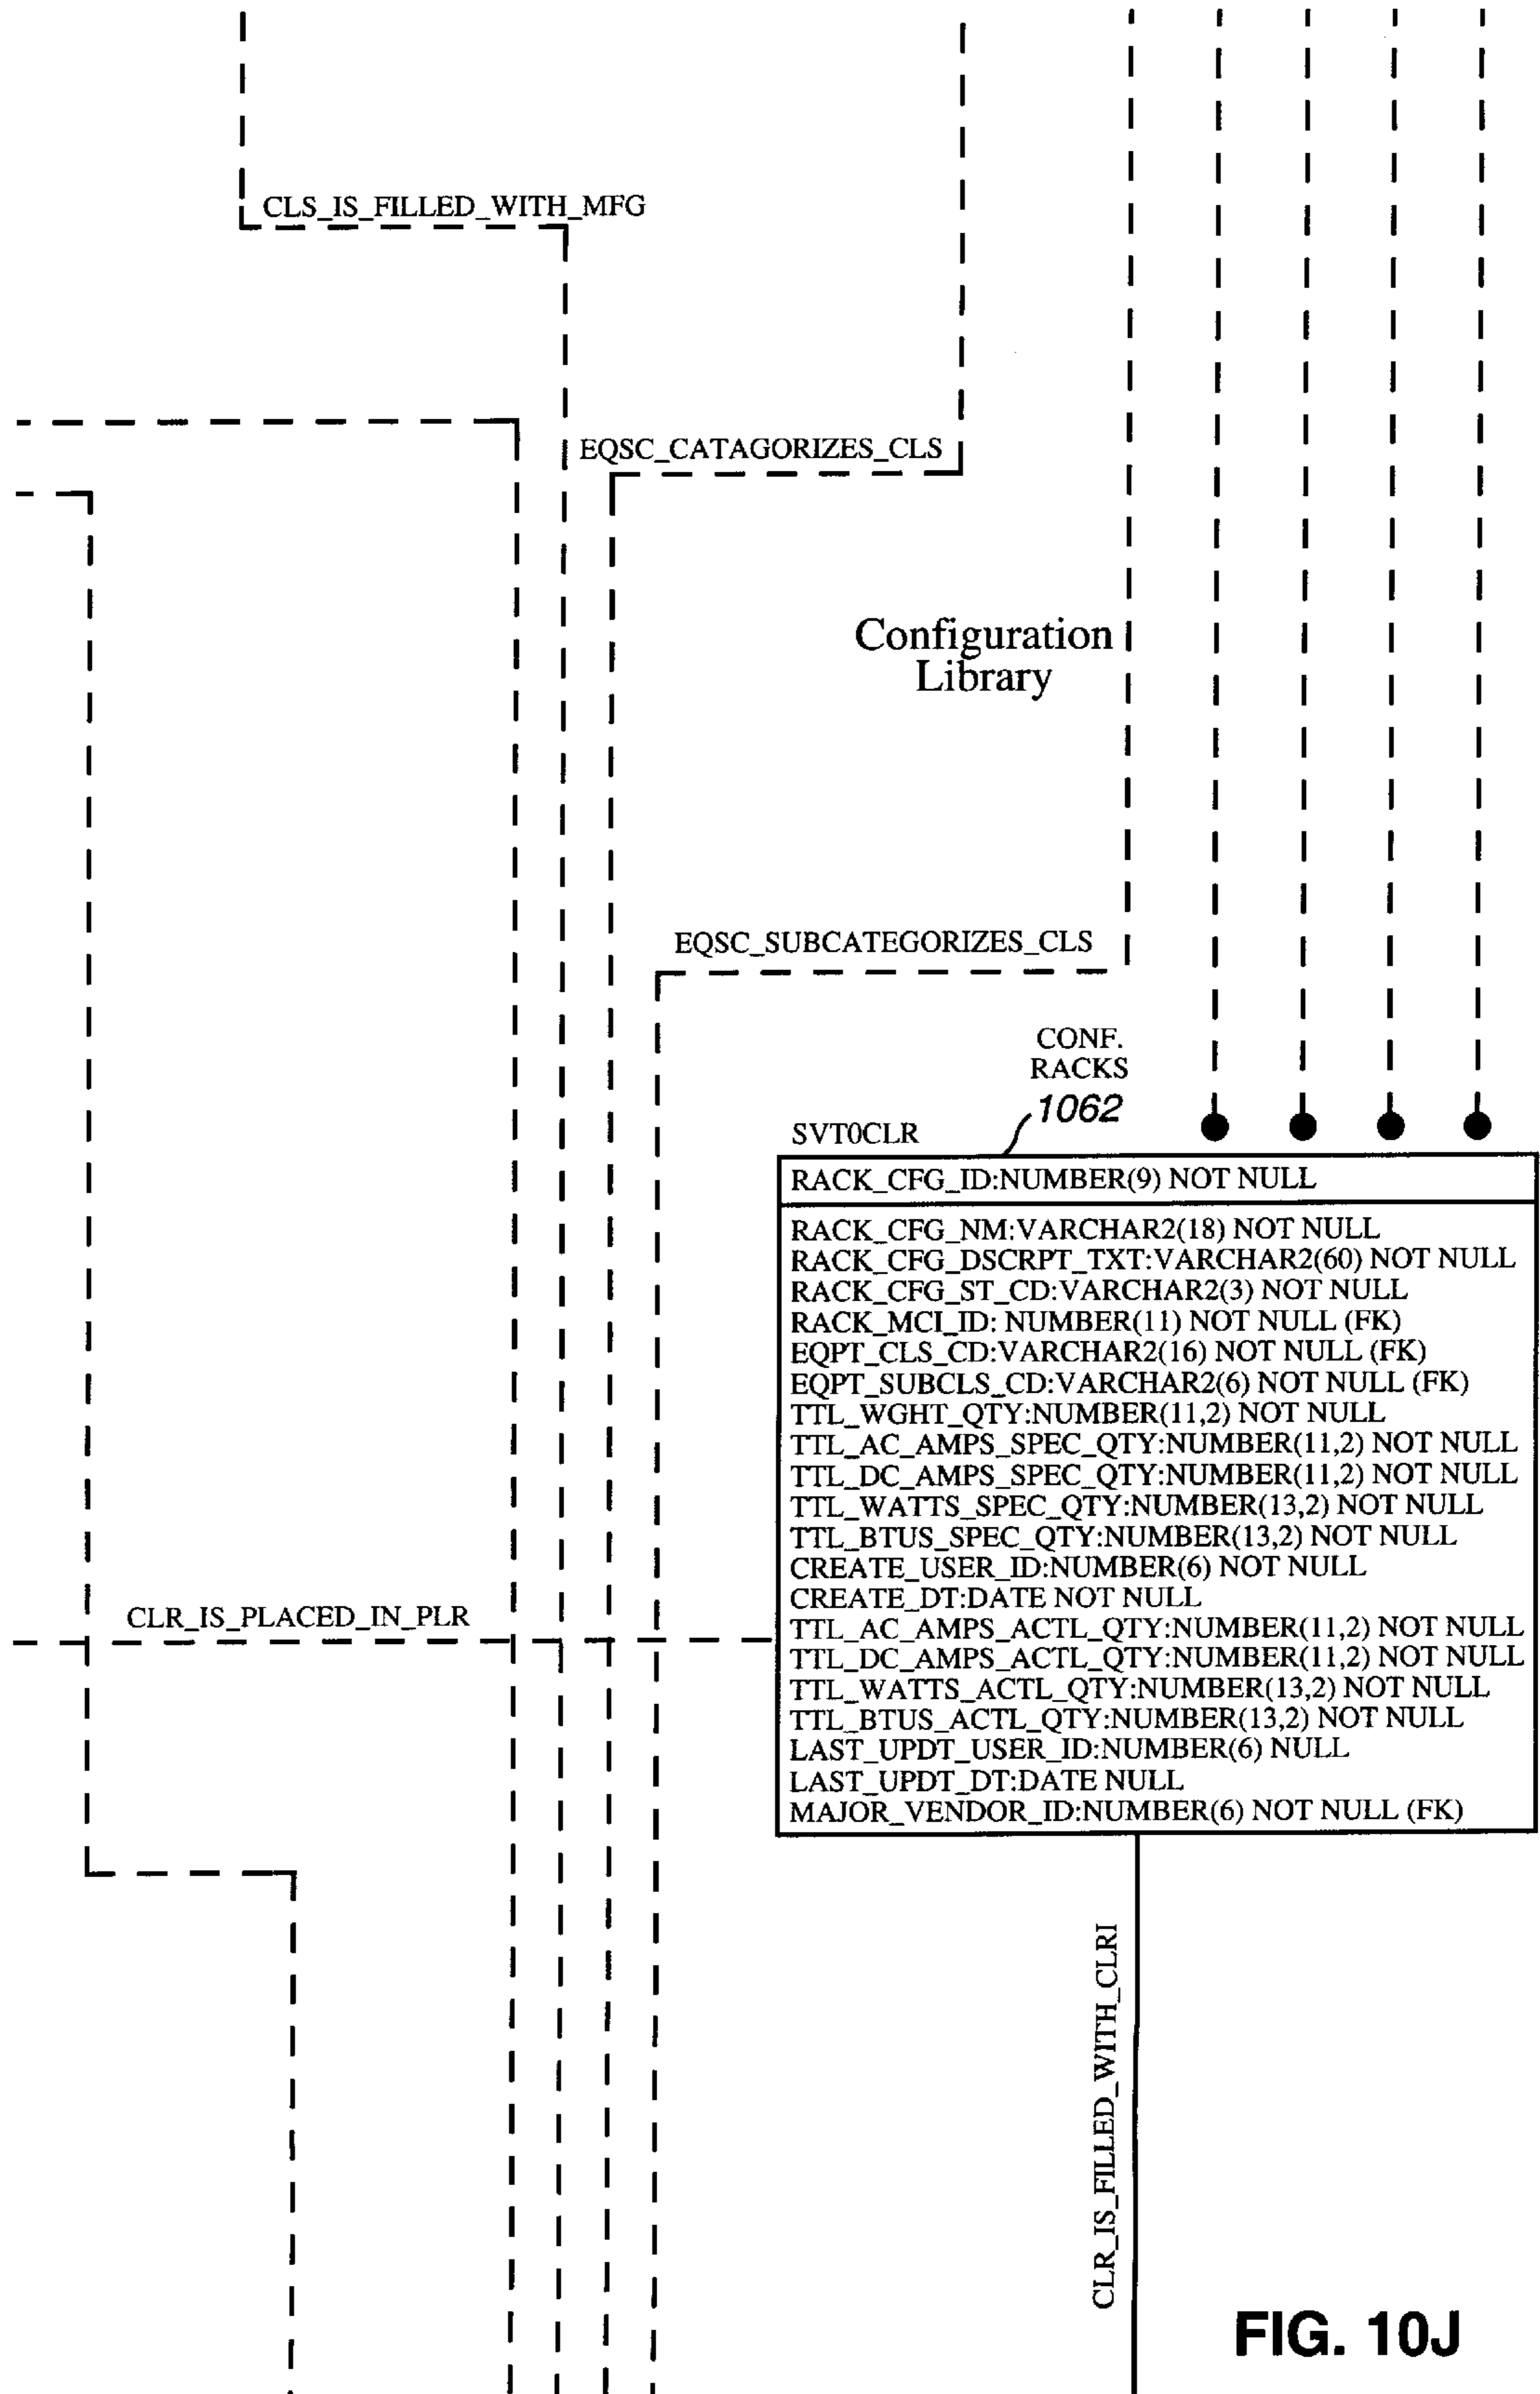 CLS_IS_FILLED_WITH_MFG
EQSC_CATAGORIZES_CLS
Configuration
Library
EQSC_SUBCATEGORIZES_CLS
CONF.
RACKS
1062
SVT0CLR
RACK_CFG_ID:NUMBER(9) NOT NULL
RACK_CFG_NM:VARCHAR2(18) NOT NULL
RACK_CFG_DSCRPT_TXT:VARCHAR2(60) NOT NULL
RACK_CFG_ST_CD:VARCHAR2(3) NOT NULL
RACK_MCI_ID: NUMBER(11) NOT NULL (FK)
EQPT_CLS_CD:VARCHAR2(16) NOT NULL (FK)
EQPT_SUBCLS_CD:VARCHAR2(6) NOT NULL (FK)
TTL_WGHT_QTY:NUMBER(11,2) NOT NULL
TTL_AC_AMPS_SPEC_QTY:NUMBER(11,2) NOT NULL
TTL_DC_AMPS_SPEC_QTY:NUMBER(11,2) NOT NULL
TTL_WATTS_SPEC_QTY:NUMBER(13,2) NOT NULL
TTL_BTUS_SPEC_QTY:NUMBER(13,2) NOT NULL
CREATE_USER_ID:NUMBER(6) NOT NULL
CREATE_DT:DATE NOT NULL
TTL_AC_AMPS_ACTL_QTY:NUMBER(11,2) NOT NULL
TTL_DC_AMPS_ACTL_QTY:NUMBER(11,2) NOT NULL
TTL_WATTS_ACTL_QTY:NUMBER(13,2) NOT NULL
TTL_BTUS_ACTL_QTY:NUMBER(13,2) NOT NULL
LAST_UPDT_USER_ID:NUMBER(6) NULL
LAST_UPDT_DT:DATE NULL
MAJOR_VENDOR_ID:NUMBER(6) NOT NULL (FK)
CLR_IS_PLACED_IN_PLR
CLR_IS_FILLED_WITH_CLRI
FIG. 10J